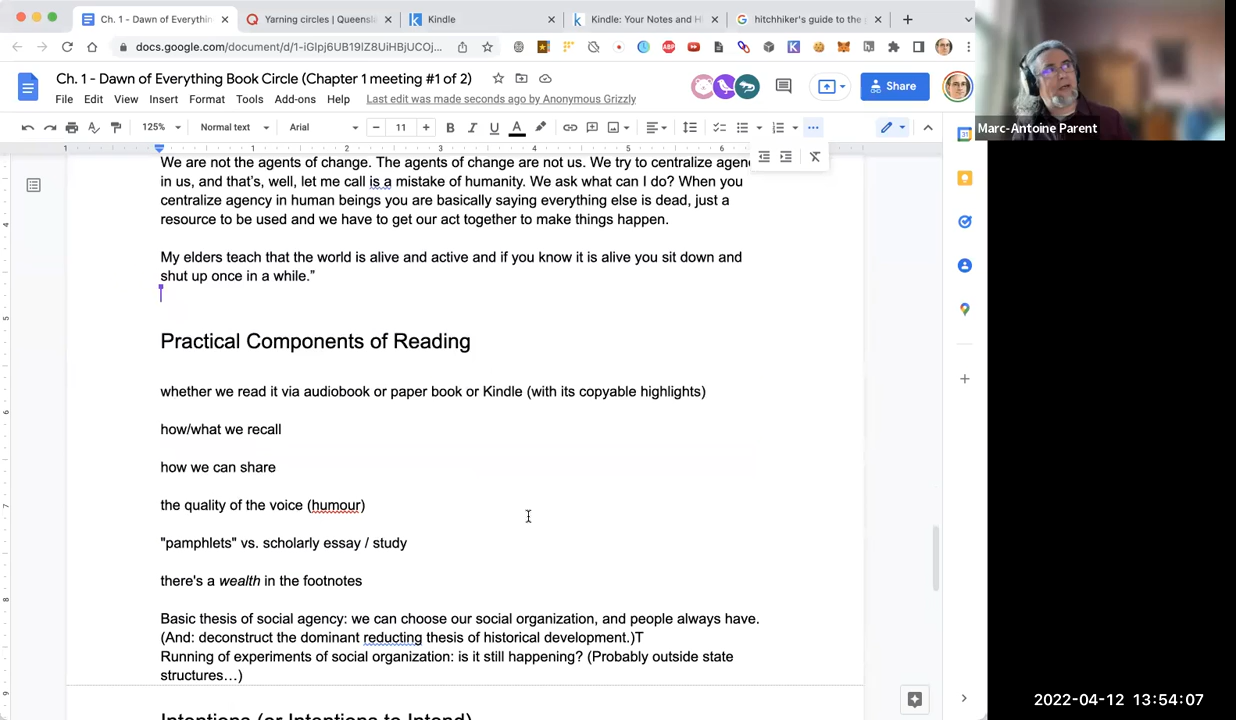 Ch. 1 - Dawn of Everythin
Yarning circles | Queensla
Kindle
Kindle: Your Notes and Hi
hitchhiker's guide to the
docs.google.com/document/d/1-iGlpj6UB19IZ8UiHBjUCOj...
Ch. 1 - Dawn of Everything Book Circle (Chapter 1 meeting #1 of 2)
Share
File Edit View Insert Format Tools Add-ons Help Last edit was made seconds ago by Anonymous Grizzly
125% Normal text Arial 11
Marc-Antoine Parent
We are not the agents of change. The agents of change are not us. We try to centralize agen
in us, and that's, well, let me call is a mistake of humanity. We ask what can I do? When you
centralize agency in human beings you are basically saying everything else is dead, just a
resource to be used and we have to get our act together to make things happen.
My elders teach that the world is alive and active and if you know it is alive you sit down and
shut up once in a while."
Practical Components of Reading
whether we read it via audiobook or paper book or Kindle (with its copyable highlights)
how/what we recall
how we can share
the quality of the voice (humour)
"pamphlets" vs. scholarly essay / study
there's a wealth in the footnotes
Basic thesis of social agency: we can choose our social organization, and people always have.
(And: deconstruct the dominant reducting thesis of historical development.)T
Running of experiments of social organization: is it still happening? (Probably outside state
structures…)
Intentions (or Intentions to Intend)
2022-04-12 13:54:07